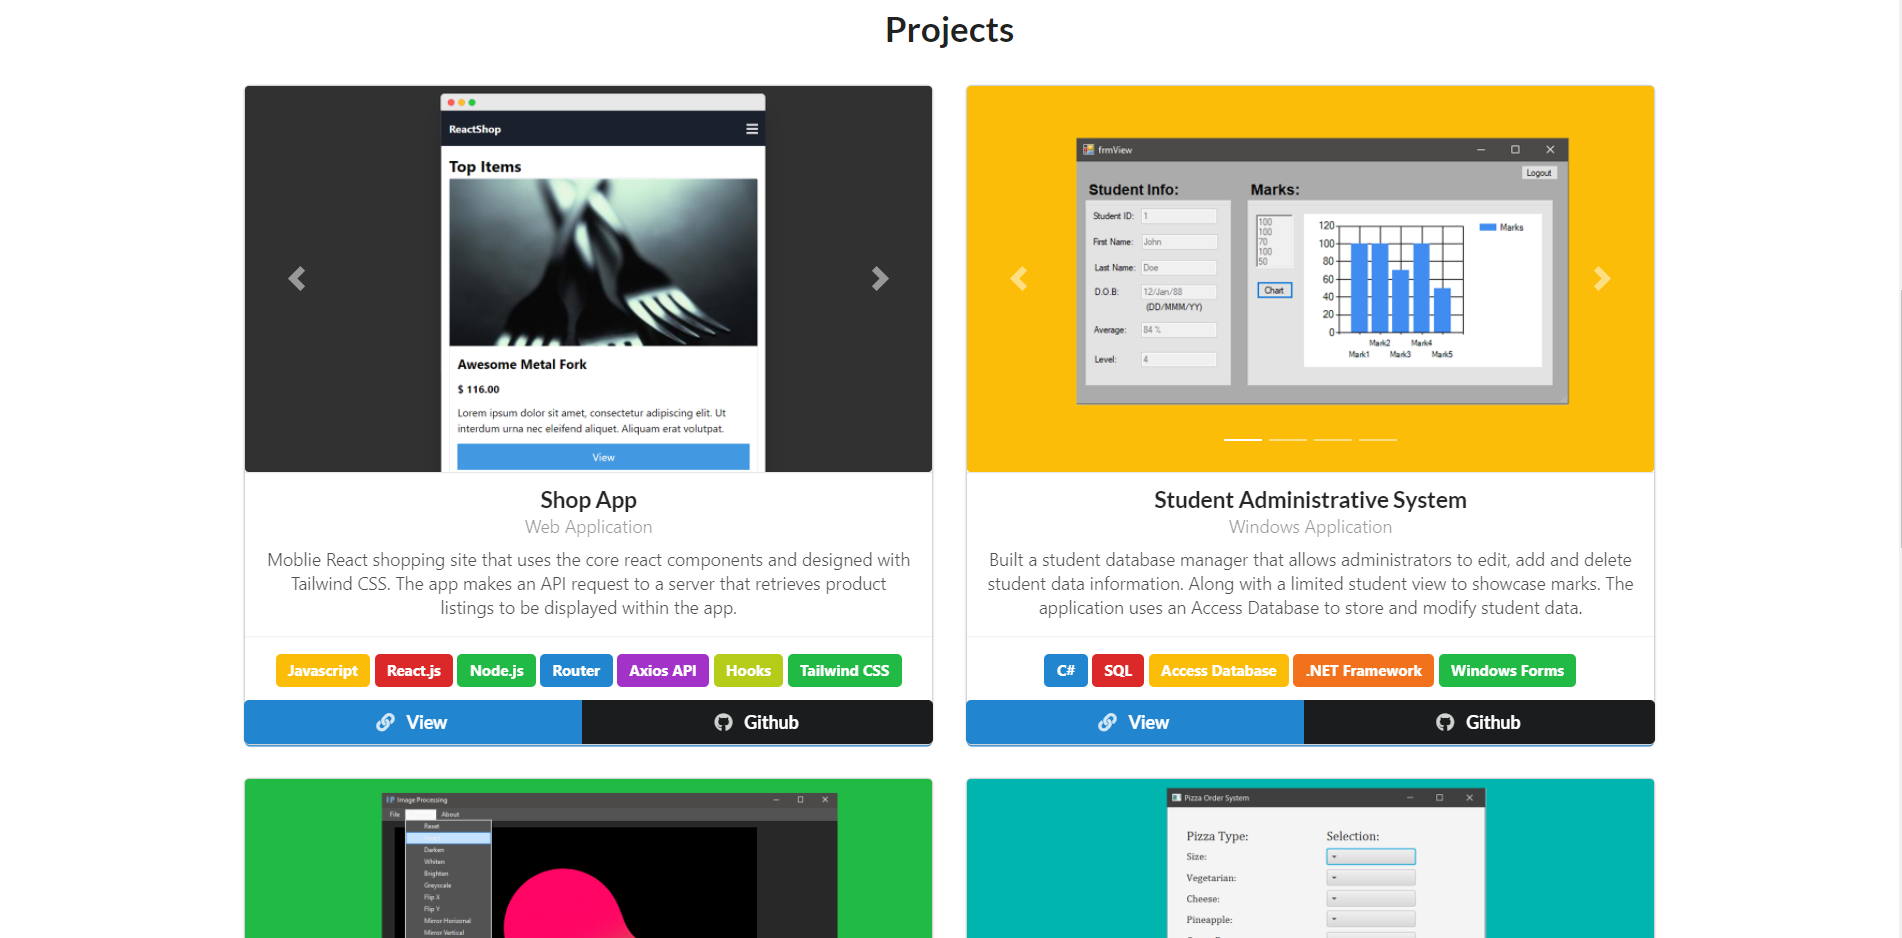 Projects
ReactShop
Top Items
Awesome Metal Fork
$ 116.00
Lorem ipsum dolor sit amet, consectetur adipiscing elit. Ut
interdum urna nec eleifend aliquet. Aliquam erat volutpat.
View
Shop App
Web Application
Moblie React shopping site that uses the core react components and designed with
Tailwind CSS. The app makes an API request to a server that retrieves product
listings to be displayed within the app.
Javascript React.js Node.js Router Axios API Hooks Tailwind CSS
View Github
frmView
Logout
Student Info:
Student ID: 1
First Name: John
Last Name: Doe
D.O.B: 12/Jan/88
(DD/MMM/YY)
Average: 84 %
Level: 4
Marks:
100
100
70
100
50
Chart
120
100
80
60
40
20
0
Mark2 Mark4
Mark1 Mark3 Mark5
Marks
Student Administrative System
Windows Application
Built a student database manager that allows administrators to edit, add and delete
student data information. Along with a limited student view to showcase marks. The
application uses an Access Database to store and modify student data.
C# SQL Access Database .NET Framework Windows Forms
View Github
IP Image Processing
File About
Reset
Darken
Whiten
Brighten
Greyscale
Flip X
Flip Y
Mirror Horizonal
Mirror Vertical
Pizza Order System
Pizza Type: Selection:
Size:
Vegetarian:
Cheese:
Pineapple: